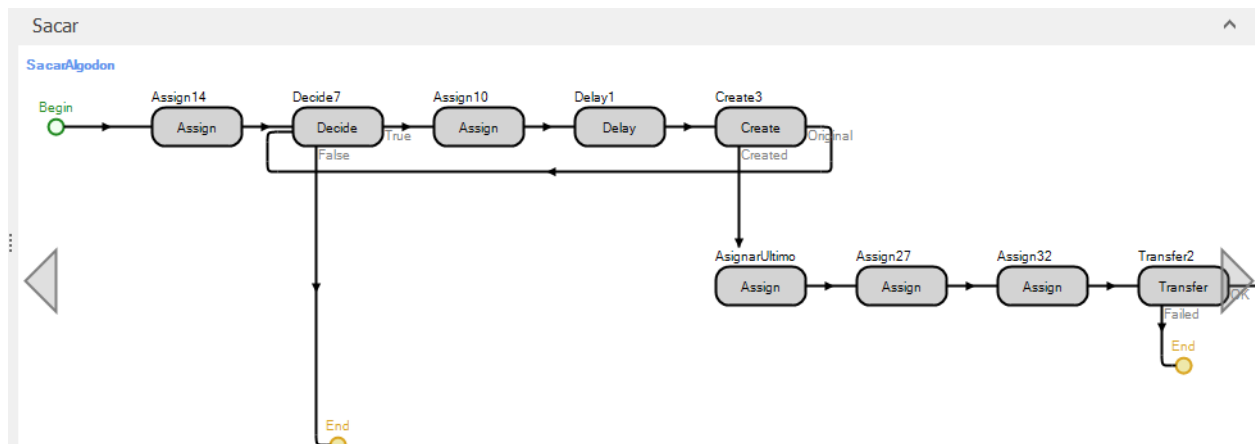 Sacar
SacarAlgodon
Begin
Assign14
Assign
Decide7
Decide
True
False
Assign10
Assign
Delay1
Delay
Create3
Create
Original
Created
AsignarUltimo
Assign
Assign27
Assign
Assign32
Assign
Transfer2
Transfer
OK
Failed
End
End